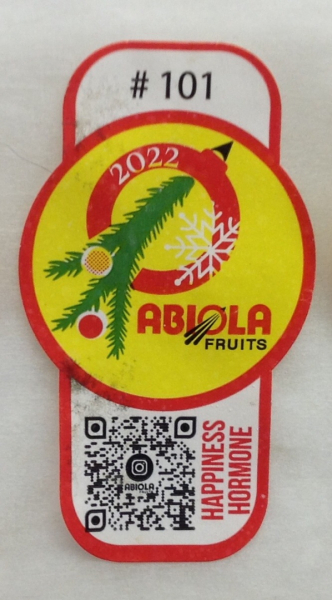 # 101
2022
ABIOLA
FRUITS
ABIOLA
HAPPINESS
HORMONE